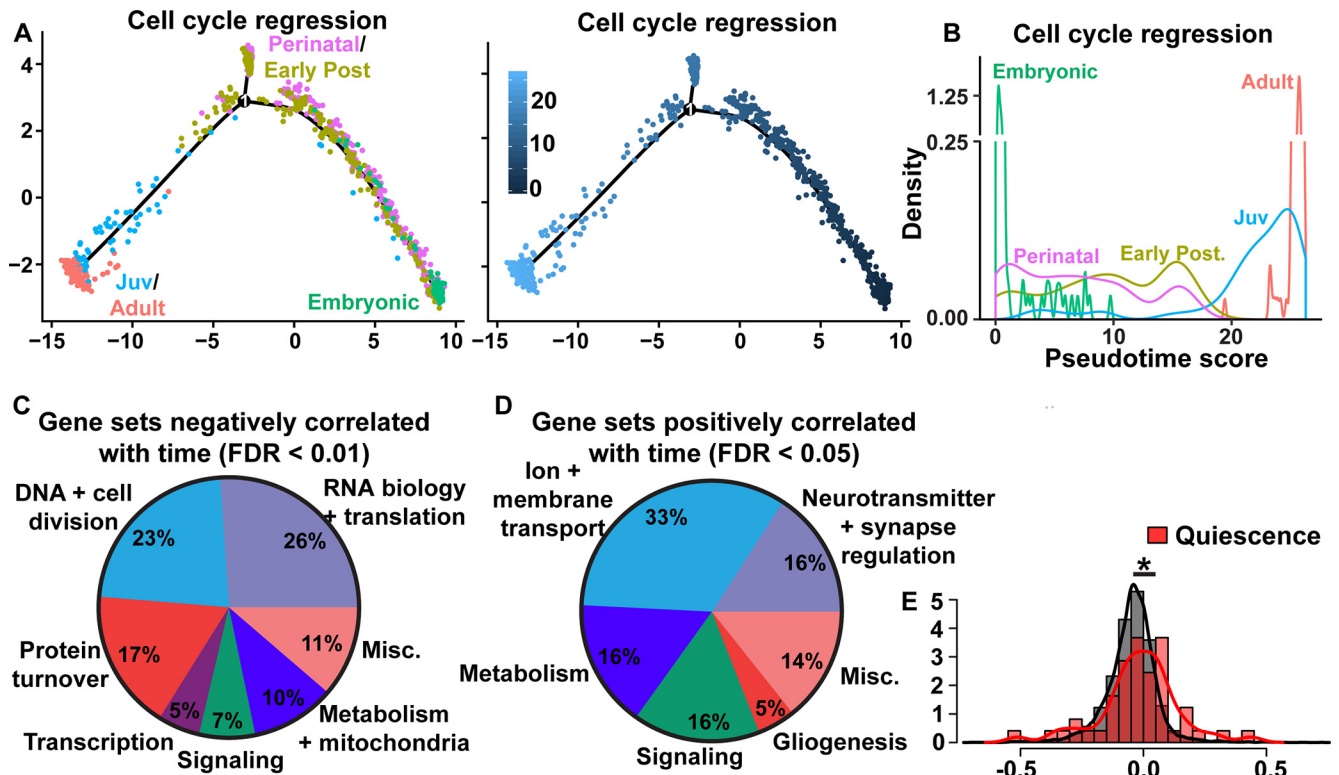 A
Cell cycle regression
Perinatal/
Early Post
Juv/
Adult
Embryonic
4
2
0
−2
−15
−10
−5
0
5
10
Cell cycle regression
20
10
0
−15
−10
−5
0
5
10
B
Cell cycle regression
Embryonic
Adult
Juv
Perinatal
Early Post.
Density
1.25
0.25
0.00
0
10
20
Pseudotime score
C
Gene sets negatively correlated
with time (FDR < 0.01)
DNA + cell
division
RNA biology
+ translation
23%
26%
Protein
turnover
17%
11%
Misc.
5%
7%
10%
Transcription
Signaling
Metabolism
+ mitochondria
D
Gene sets positively correlated
with time (FDR < 0.05)
Ion +
membrane
transport
33%
Neurotransmitter
+ synapse
regulation
16%
Metabolism
16%
14%
Misc.
16%
5%
Signaling
Gliogenesis
E
Quiescence
*
5
4
3
2
1
0
-0.5
0.0
0.5